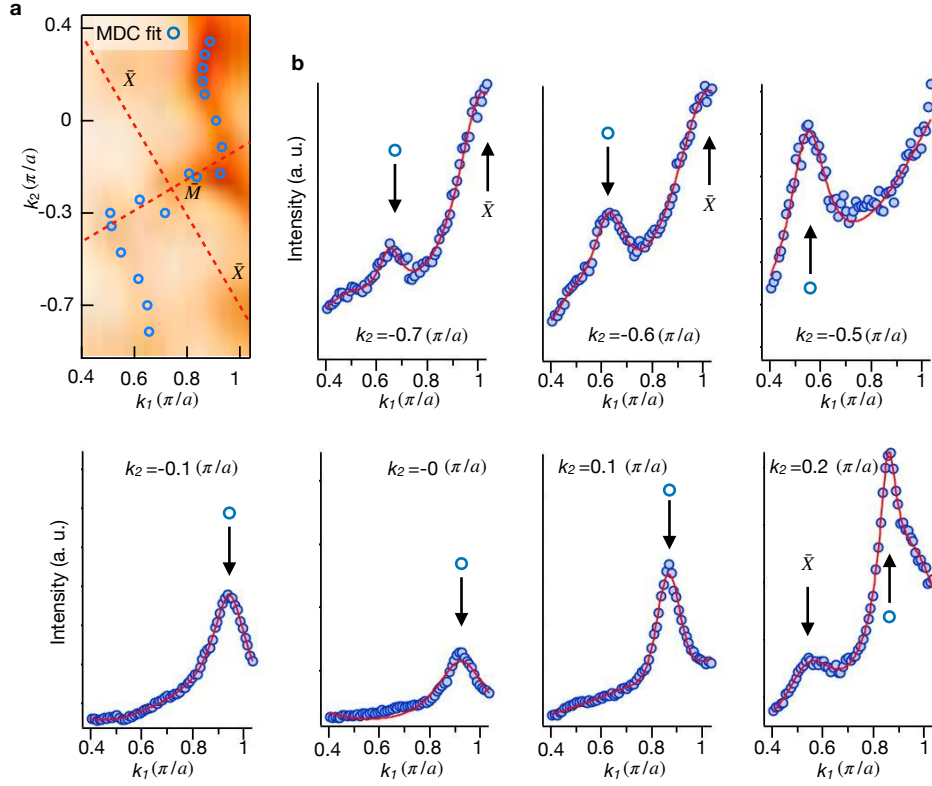 a
0.4
0
-0.3
-0.7
k₂(π/a)
MDC fit
X̄
M̄
X̄
0.4 0.6 0.8 1
k₁(π/a)
b
Intensity (a. u.)
X̄
k₂=-0.7(π/a)
0.4 0.6 0.8 1
k₁(π/a)
X̄
k₂=-0.6(π/a)
0.4 0.6 0.8 1
k₁(π/a)
k₂=-0.5(π/a)
0.4 0.6 0.8 1
k₁(π/a)
Intensity (a. u.)
k₂=-0.1(π/a)
0.4 0.6 0.8 1
k₁(π/a)
k₂=-0 (π/a)
0.4 0.6 0.8 1
k₁(π/a)
k₂=0.1 (π/a)
0.4 0.6 0.8 1
k₁(π/a)
k₂=0.2(π/a)
X̄
0.4 0.6 0.8 1
k₁(π/a)